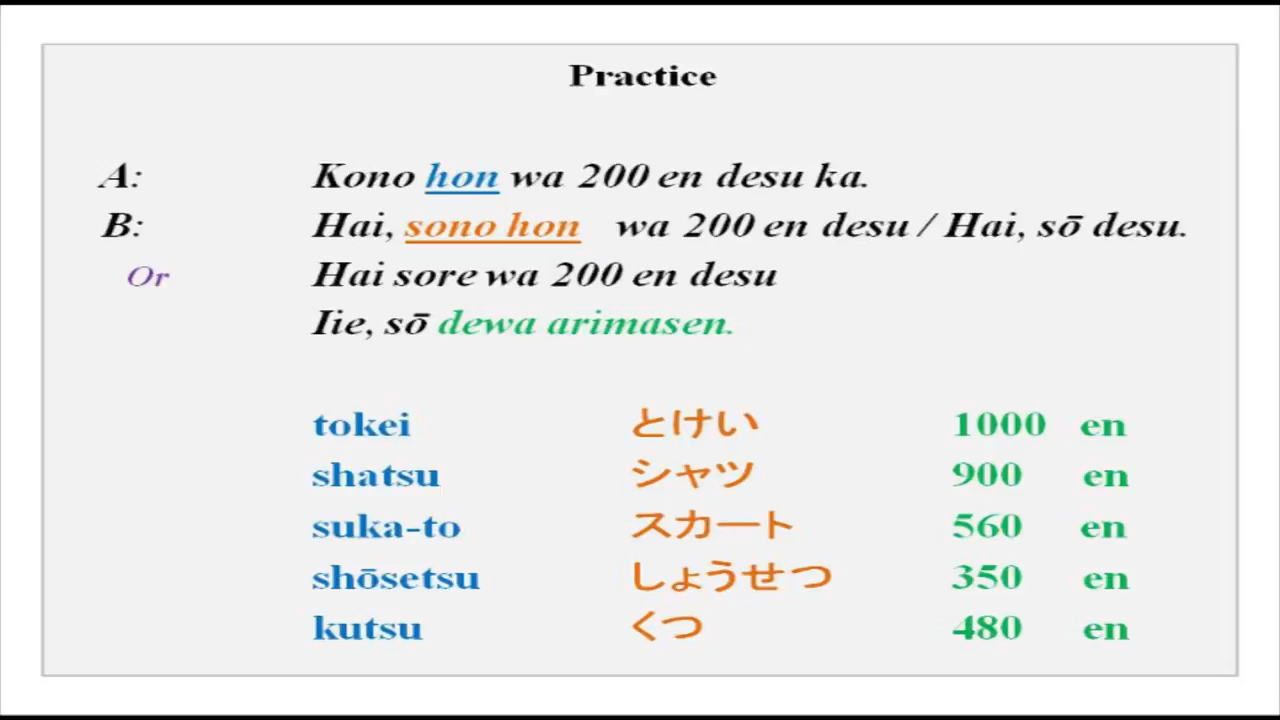 Practice
A: Kono hon wa 200 en desu ka.
B: Hai, sono hon wa 200 en desu / Hai, sō desu.
Or Hai sore wa 200 en desu
Iie, sō dewa arimasen.
tokei とけい 1000 en
shatsu シャツ 900 en
suka-to スカート 560 en
shōsetsu しょうせつ 350 en
kutsu くつ 480 en